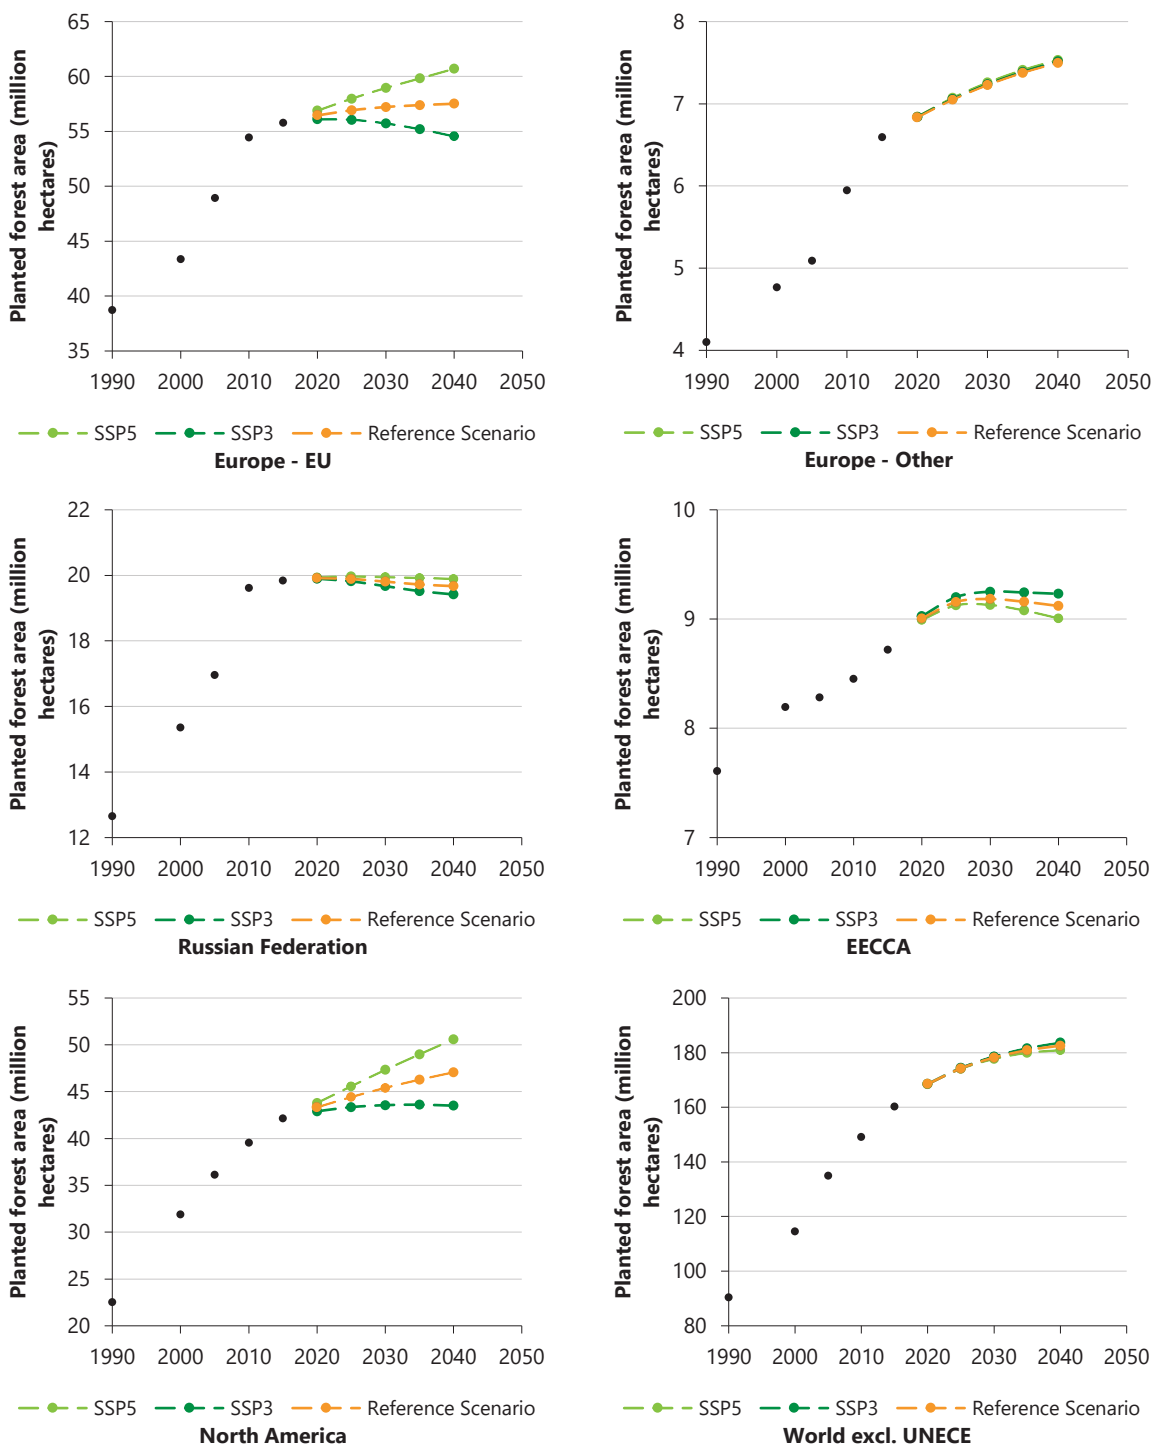 Planted forest area (million
hectares)
65
60
55
50
45
40
35
1990 2000 2010 2020 2030 2040 2050
SSP5 SSP3 Reference Scenario
Europe - EU
Planted forest area (million
hectares)
8
7
6
5
4
1990 2000 2010 2020 2030 2040 2050
SSP5 SSP3 Reference Scenario
Europe - Other
Planted forest area (million
hectares)
22
20
18
16
14
12
1990 2000 2010 2020 2030 2040 2050
SSP5 SSP3 Reference Scenario
Russian Federation
Planted forest area (million
hectares)
10
9
8
7
1990 2000 2010 2020 2030 2040 2050
SSP5 SSP3 Reference Scenario
EECCA
Planted forest area (million
hectares)
55
50
45
40
35
30
25
20
1990 2000 2010 2020 2030 2040 2050
SSP5 SSP3 Reference Scenario
North America
Planted forest area (million
hectares)
200
180
160
140
120
100
80
1990 2000 2010 2020 2030 2040 2050
SSP5 SSP3 Reference Scenario
World excl. UNECE